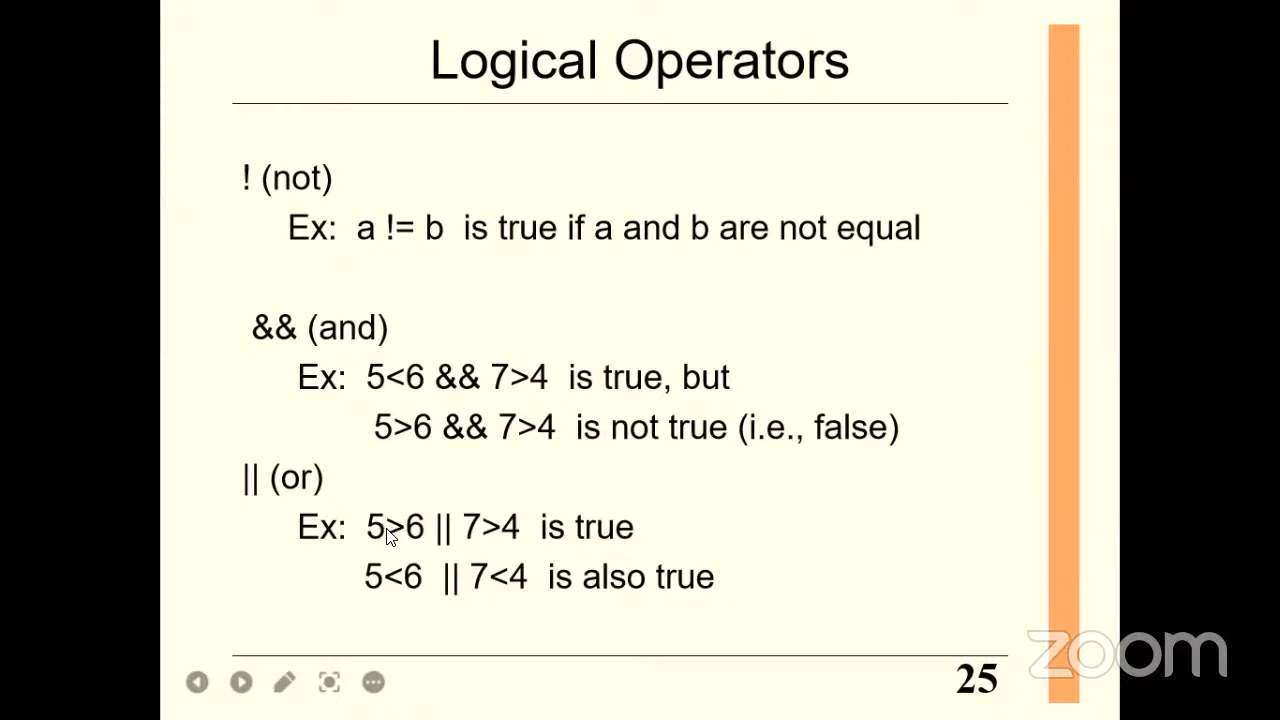 Logical Operators
! (not)
Ex: a != b is true if a and b are not equal
&& (and)
Ex: 5<6 && 7>4 is true, but
5>6 && 7>4 is not true (i.e., false)
|| (or)
Ex: 5>6 || 7>4 is true
5<6 || 7<4 is also true
25
zoom